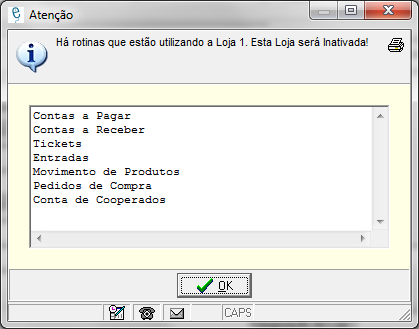 Atenção
Há rotinas que estão utilizando a Loja 1. Esta Loja será Inativada!
Contas a Pagar
Contas a Receber
Tickets
Entradas
Movimento de Produtos
Pedidos de Compra
Conta de Cooperados
OK
CAPS